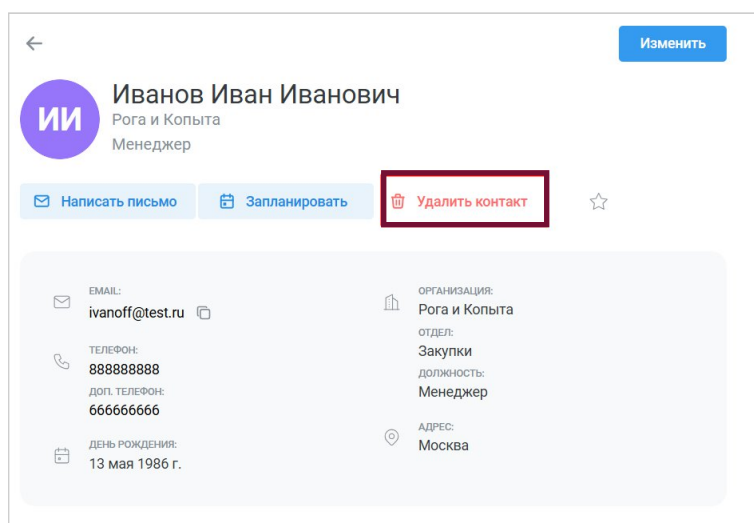 Изменить
ИИ
Иванов Иван Иванович
Рога и Копыта
Менеджер
Написать письмо
Запланировать
Удалить контакт
EMAIL:
ivanoff@test.ru
ТЕЛЕФОН:
888888888
ДОП. ТЕЛЕФОН:
666666666
ДЕНЬ РОЖДЕНИЯ:
13 мая 1986 г.
ОРГАНИЗАЦИЯ:
Рога и Копыта
ОТДЕЛ:
Закупки
ДОЛЖНОСТЬ:
Менеджер
АДРЕС:
Москва